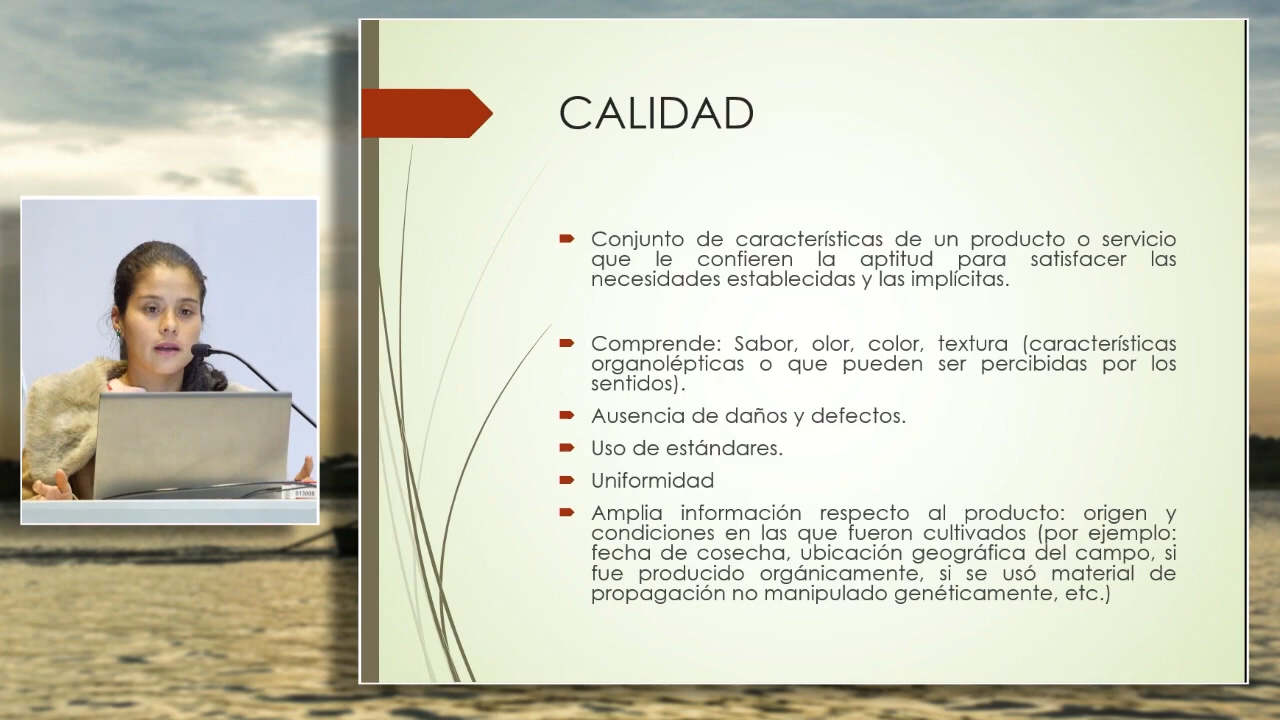 CALIDAD
Conjunto de características de un producto o servicio
que le confieren la aptitud para satisfacer las
necesidades establecidas y las implícitas.
Comprende: Sabor, olor, color, textura (características
organolépticas o que pueden ser percibidas por los
sentidos).
Ausencia de daños y defectos.
Uso de estándares.
Uniformidad
Amplia información respecto al producto: origen y
condiciones en las que fueron cultivados (por ejemplo:
fecha de cosecha, ubicación geográfica del campo, si
fue producido orgánicamente, si se usó material de
propagación no manipulado genéticamente, etc.)